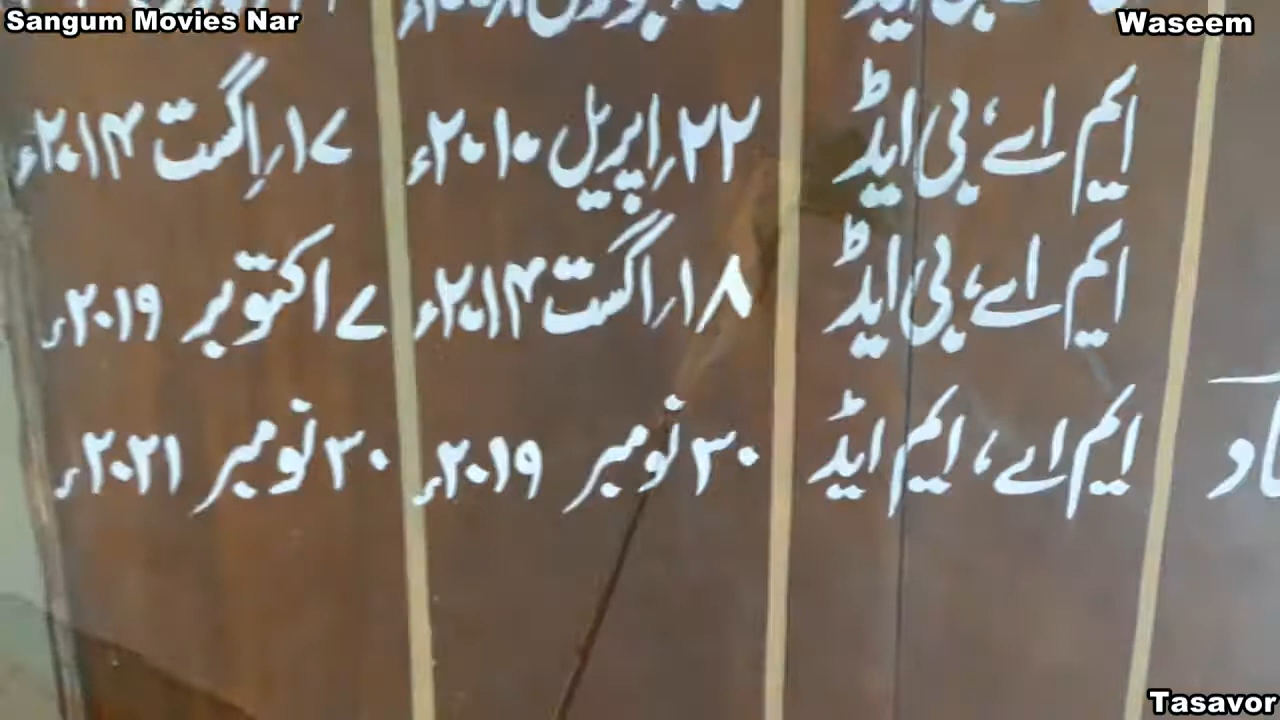 Sangum Movies Nar
Waseem
ایم اے، بی ایڈ ۲۲؍اپریل ۲۰۱۰ء ۱۷؍اگست ۲۰۱۴ء
ایم اے، بی ایڈ ۱۸؍اگست ۲۰۱۴ء ۷ اکتوبر ۲۰۱۹ء
ایم اے، ایم ایڈ ۳۰ نومبر ۲۰۱۹ء ۳۰ نومبر ۲۰۲۱ء
Tasavor